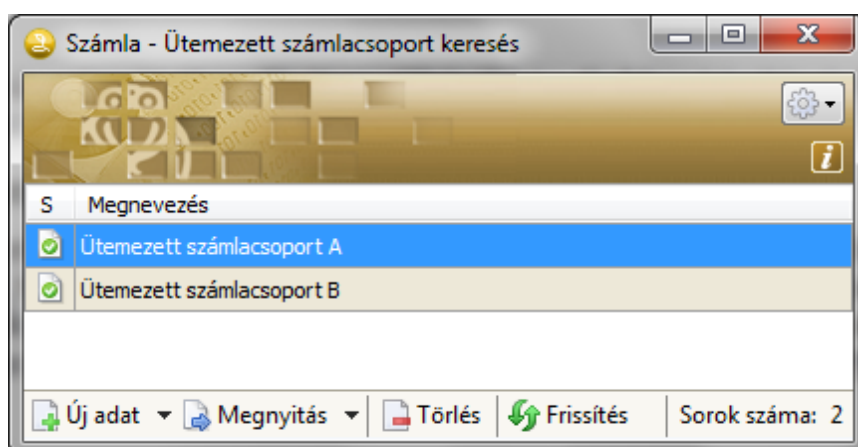 Számla - Ütemezett számlacsoport keresés
S Megnevezés
Ütemezett számlacsoport A
Ütemezett számlacsoport B
Új adat Megnyitás Törlés Frissítés Sorok száma: 2